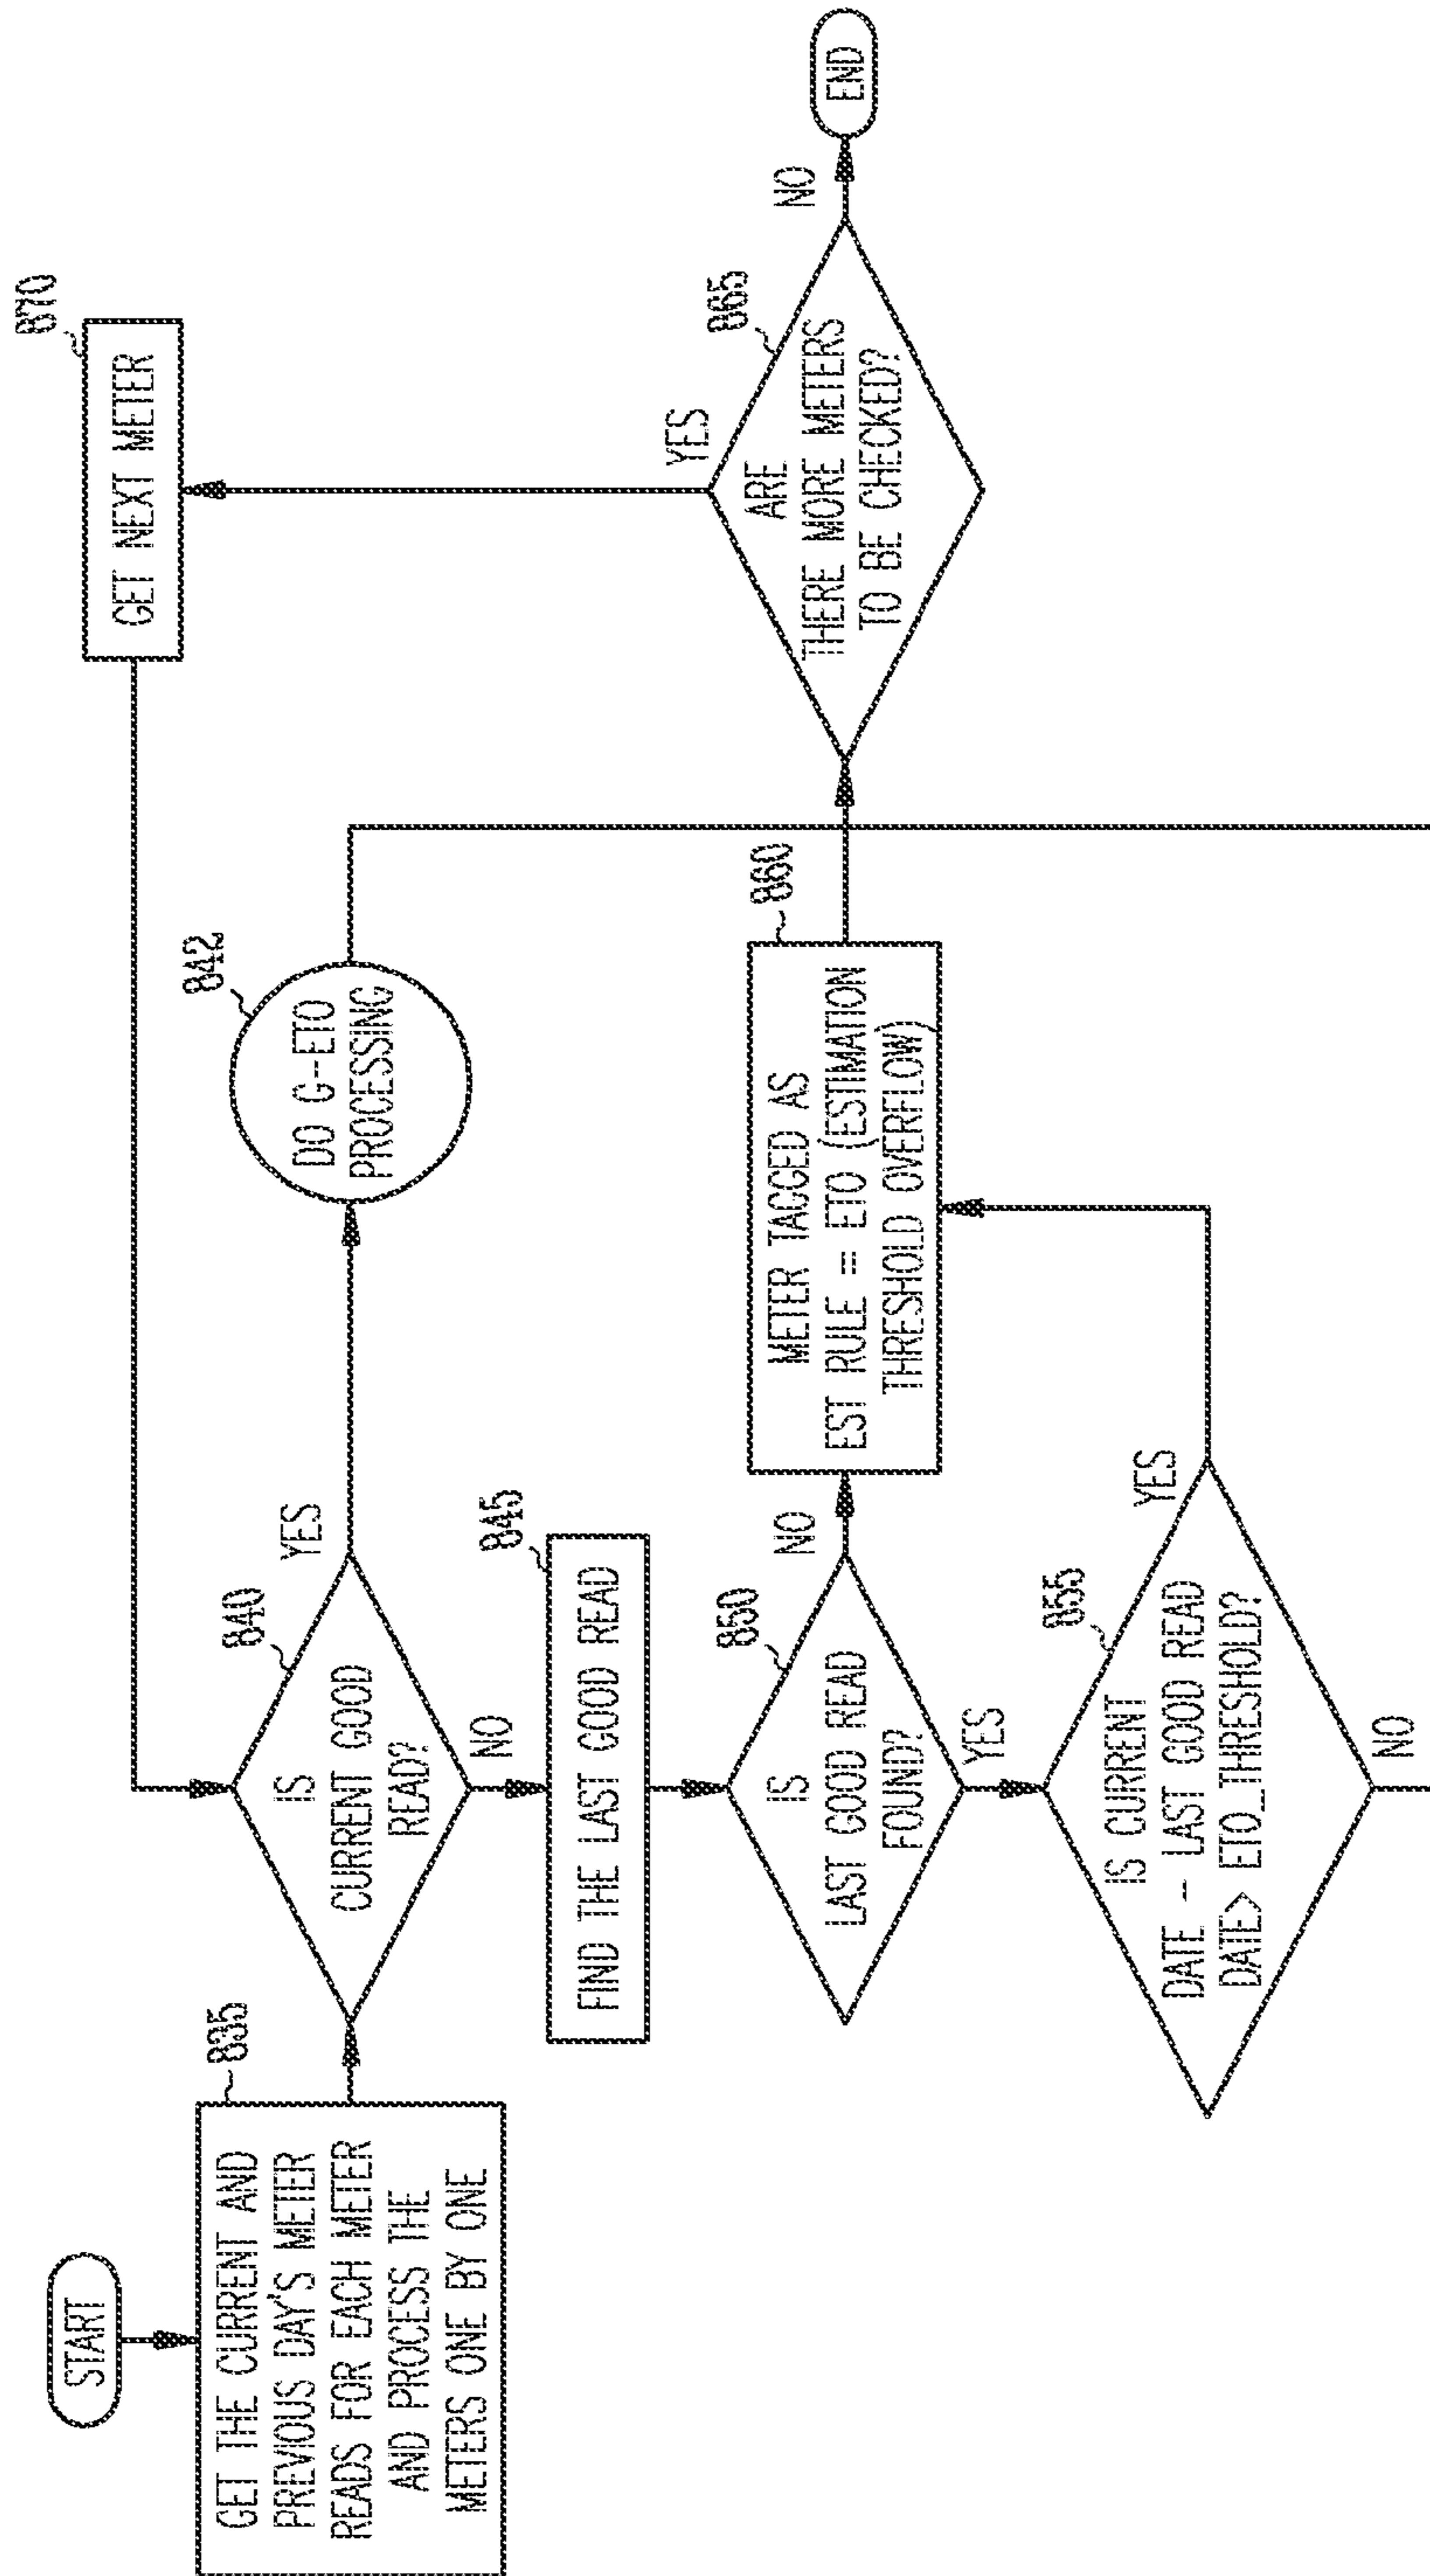 START
GET THE CURRENT AND
PREVIOUS DAY'S METER
READS FOR EACH METER
AND PROCESS THE
METERS ONE BY ONE
835
IS
CURRENT GOOD
READ?
840
YES
NO
DO G-ETO
PROCESSING
842
FIND THE LAST GOOD READ
845
IS
LAST GOOD READ
FOUND?
850
NO
YES
IS CURRENT
DATE - LAST GOOD READ
DATE> ETO_THRESHOLD?
855
YES
NO
METER TAGGED AS
EST RULE = ETO (ESTIMATION
THRESHOLD OVERFLOW)
860
ARE
THERE MORE METERS
TO BE CHECKED?
865
YES
NO
GET NEXT METER
870
END